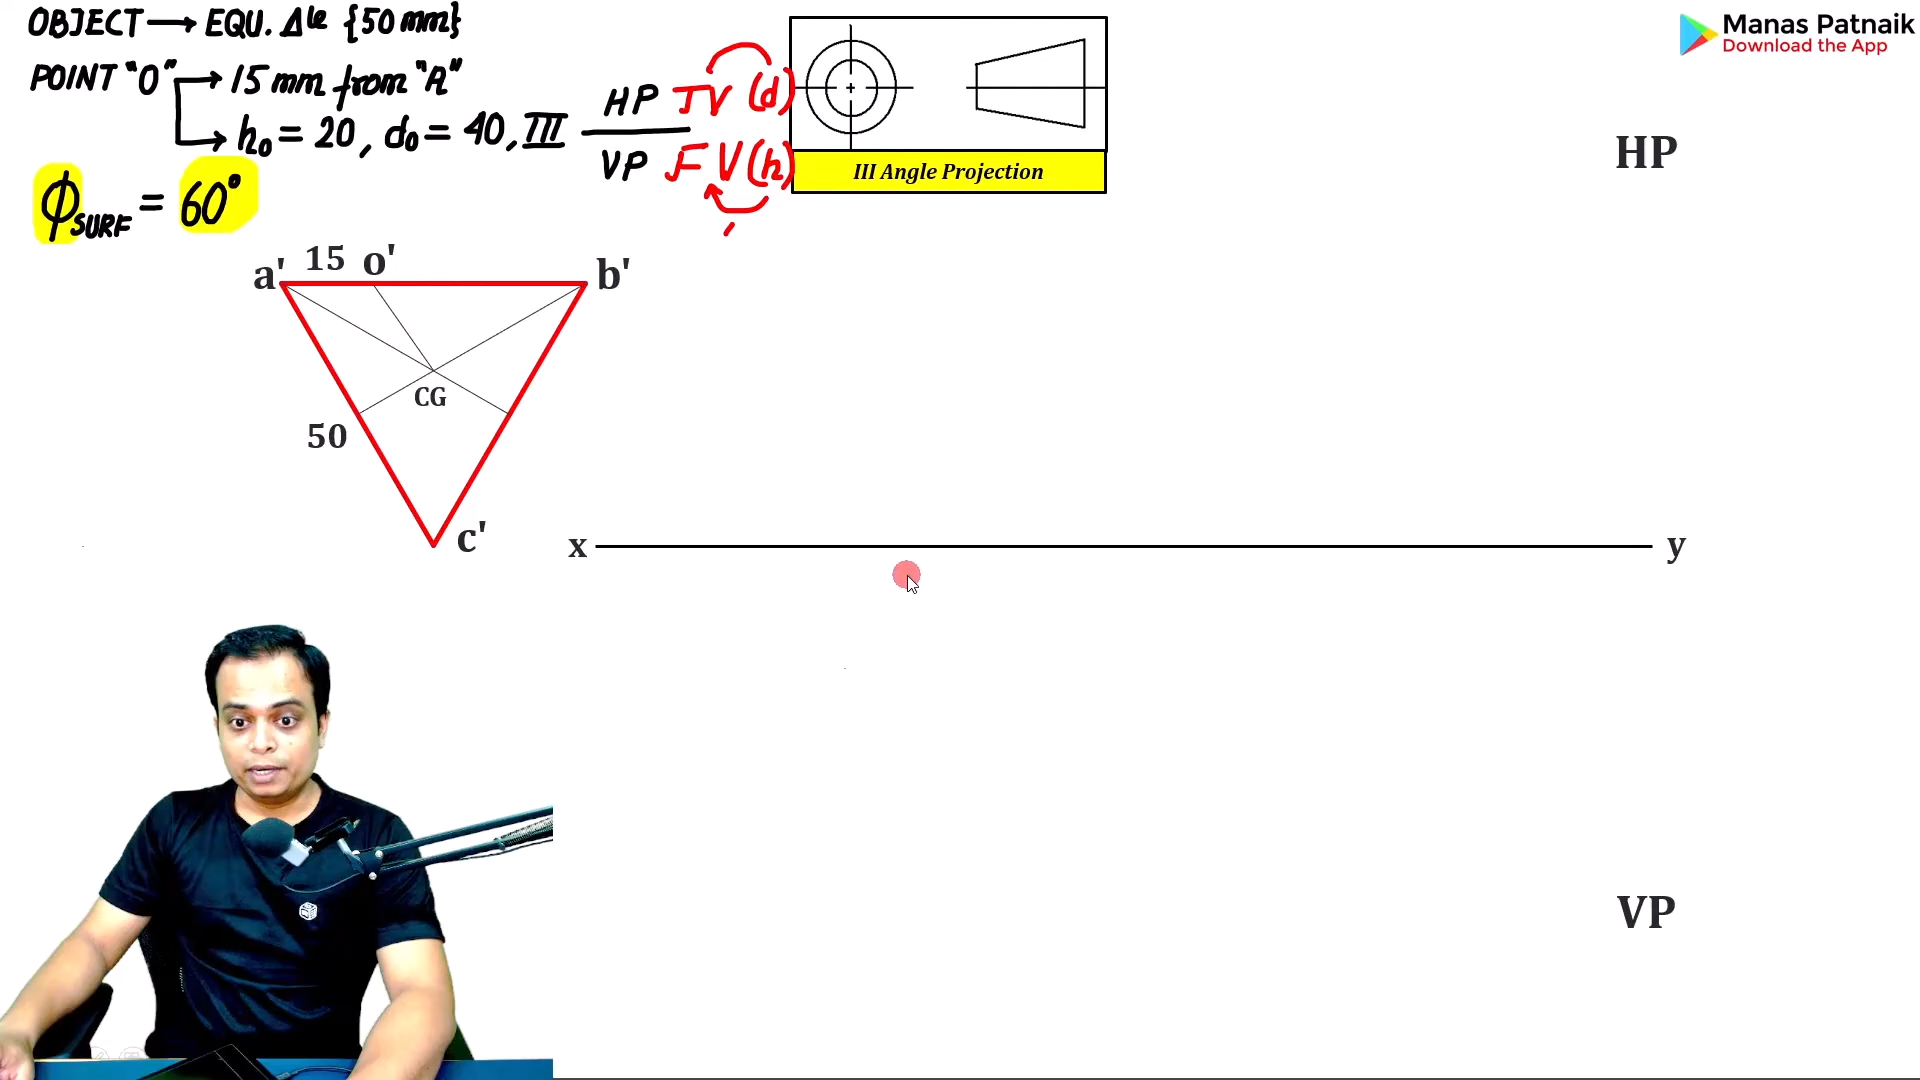 OBJECT → EQU. Δle {50 mm}
POINT "O" → 15 mm from "A"
→ h₀ = 20, d₀ = 40, III
HP TV (d)
VP FV (h)
ϕSURF = 60°
III Angle Projection
Manas Patnaik
Download the App
HP
a' 15 o' b'
CG
50
c'
x y
VP